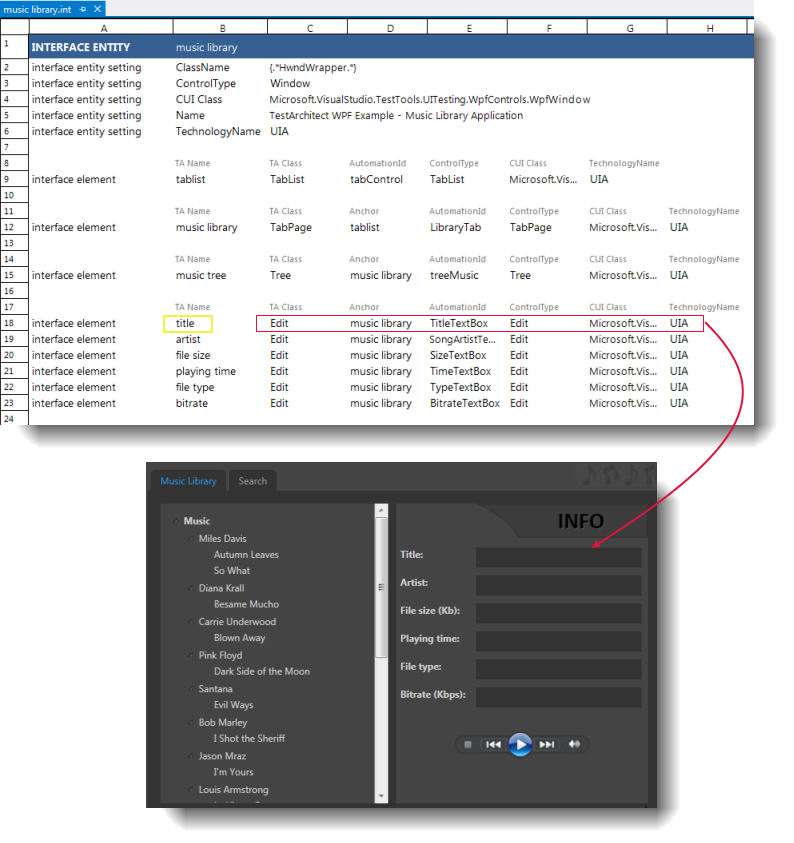 music library.int
A B C D E F G H
1 INTERFACE ENTITY music library
2 interface entity setting ClassName {.*HwndWrapper.*}
3 interface entity setting ControlType Window
4 interface entity setting CUI Class Microsoft.VisualStudio.TestTools.UITesting.WpfControls.WpfWindow
5 interface entity setting Name TestArchitect WPF Example - Music Library Application
6 interface entity setting TechnologyName UIA
7
8 TA Name TA Class AutomationId ControlType CUI Class TechnologyName
9 interface element tablist TabList tabControl TabList Microsoft.Vis... UIA
10
11 TA Name TA Class Anchor AutomationId ControlType CUI Class TechnologyName
12 interface element music library TabPage tablist LibraryTab TabPage Microsoft.Vis... UIA
13
14 TA Name TA Class Anchor AutomationId ControlType CUI Class TechnologyName
15 interface element music tree Tree music library treeMusic Tree Microsoft.Vis... UIA
16
17 TA Name TA Class Anchor AutomationId ControlType CUI Class TechnologyName
18 interface element title Edit music library TitleTextBox Edit Microsoft.Vis... UIA
19 interface element artist Edit music library SongArtistTe... Edit Microsoft.Vis... UIA
20 interface element file size Edit music library SizeTextBox Edit Microsoft.Vis... UIA
21 interface element playing time Edit music library TimeTextBox Edit Microsoft.Vis... UIA
22 interface element file type Edit music library TypeTextBox Edit Microsoft.Vis... UIA
23 interface element bitrate Edit music library BitrateTextBox Edit Microsoft.Vis... UIA
24
Music Library Search
Music
Miles Davis
Autumn Leaves
So What
Diana Krall
Besame Mucho
Carrie Underwood
Blown Away
Pink Floyd
Dark Side of the Moon
Santana
Evil Ways
Bob Marley
I Shot the Sheriff
Jason Mraz
I'm Yours
Louis Armstrong
INFO
Title:
Artist:
File size (Kb):
Playing time:
File type:
Bitrate (Kbps):